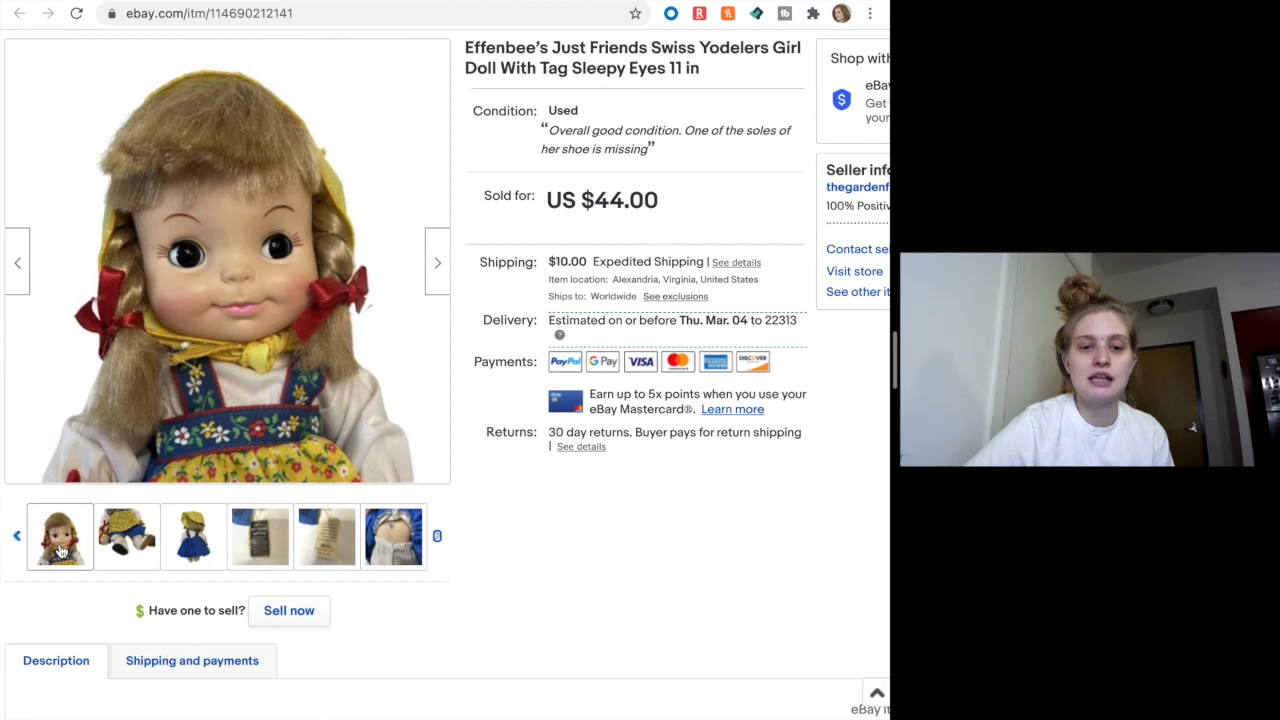 ebay.com/itm/114690212141
Effenbee's Just Friends Swiss Yodelers Girl
Doll With Tag Sleepy Eyes 11 in
Condition: Used
“Overall good condition. One of the soles of
her shoe is missing”
Sold for: US $44.00
Shipping: $10.00 Expedited Shipping | See details
Item location: Alexandria, Virginia, United States
Ships to: Worldwide See exclusions
Delivery: Estimated on or before Thu. Mar. 04 to 22313
Payments: PayPal G Pay VISA DISCOVER
Earn up to 5x points when you use your
eBay Mastercard®. Learn more
Returns: 30 day returns. Buyer pays for return shipping
| See details
Shop with
eBa
Get
your
Seller info
thegardenf
100% Positiv
Contact sel
Visit store
See other it
Have one to sell? Sell now
Description Shipping and payments
eBay it